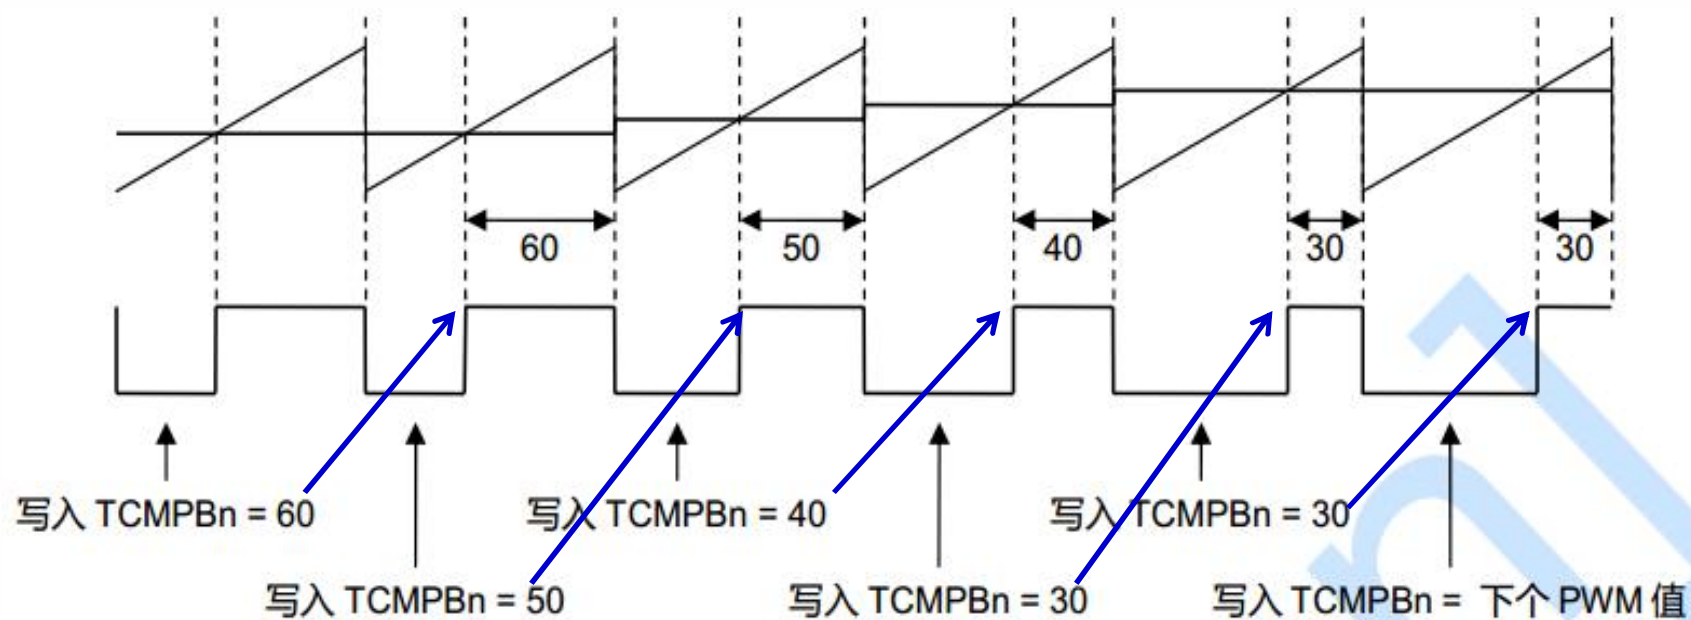 60 50 40 30 30
写入 TCMPBn = 60 写入 TCMPBn = 40 写入 TCMPBn = 30
写入 TCMPBn = 50 写入 TCMPBn = 30 写入 TCMPBn = 下个 PWM 值